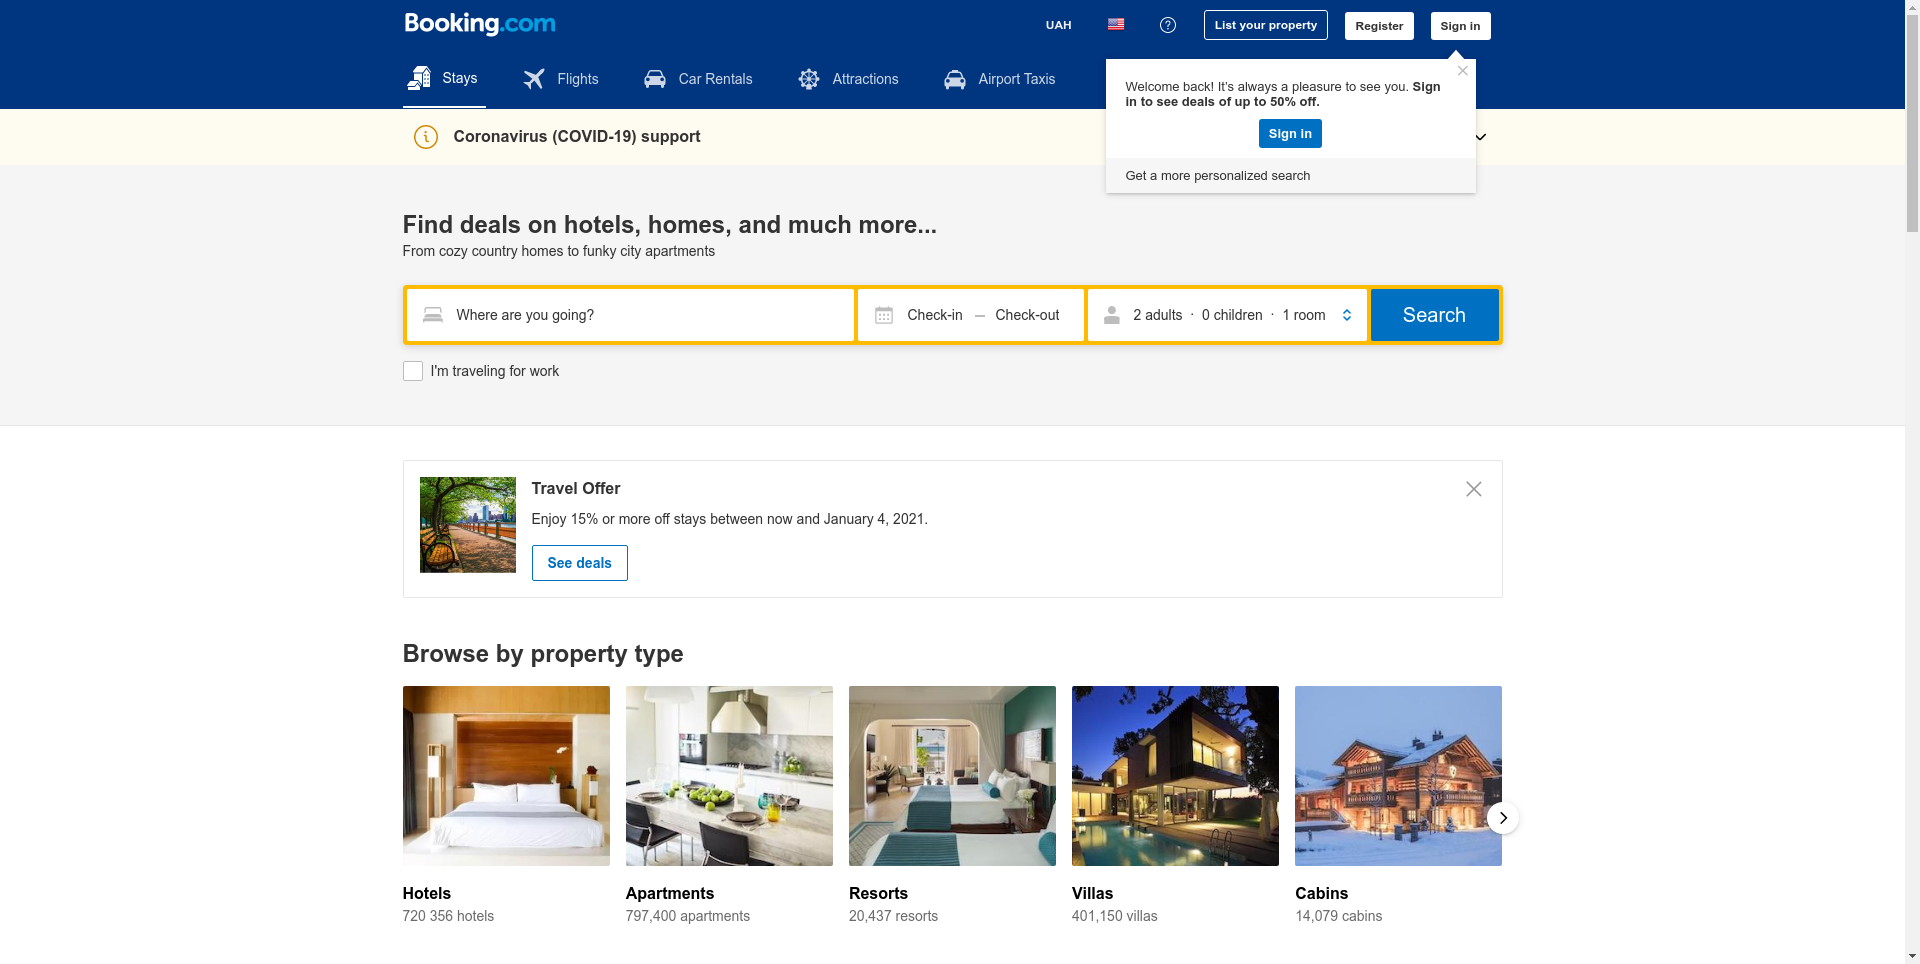 Booking.com
UAH
List your property
Register
Sign in
Stays
Flights
Car Rentals
Attractions
Airport Taxis
Welcome back! It's always a pleasure to see you. Sign
in to see deals of up to 50% off.
Sign in
Get a more personalized search
Coronavirus (COVID-19) support
Find deals on hotels, homes, and much more...
From cozy country homes to funky city apartments
Where are you going?
Check-in — Check-out
2 adults · 0 children · 1 room
Search
I'm traveling for work
Travel Offer
Enjoy 15% or more off stays between now and January 4, 2021.
See deals
Browse by property type
Hotels
720 356 hotels
Apartments
797,400 apartments
Resorts
20,437 resorts
Villas
401,150 villas
Cabins
14,079 cabins